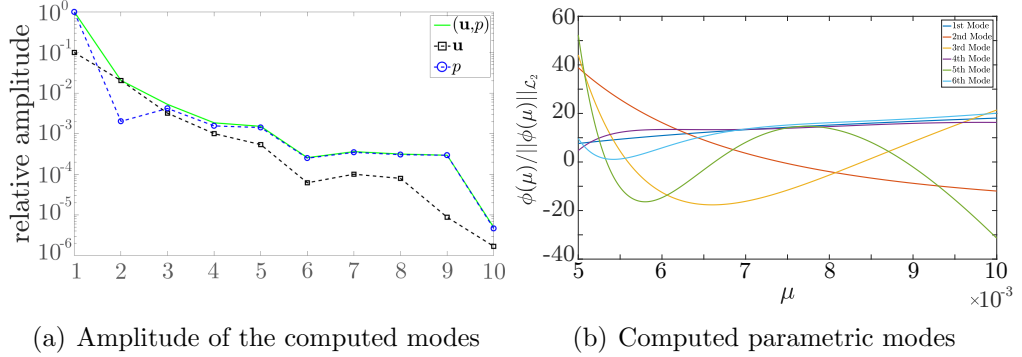 10^0
10^-1
10^-2
10^-3
10^-4
10^-5
10^-6
relative amplitude
1 2 3 4 5 6 7 8 9 10
(u,p)
u
p
(a) Amplitude of the computed modes
60
40
20
0
-20
-40
ϕ(μ)/||ϕ(μ)||_L2
5 6 7 8 9 10
μ
×10^-3
1st Mode
2nd Mode
3rd Mode
4th Mode
5th Mode
6th Mode
(b) Computed parametric modes